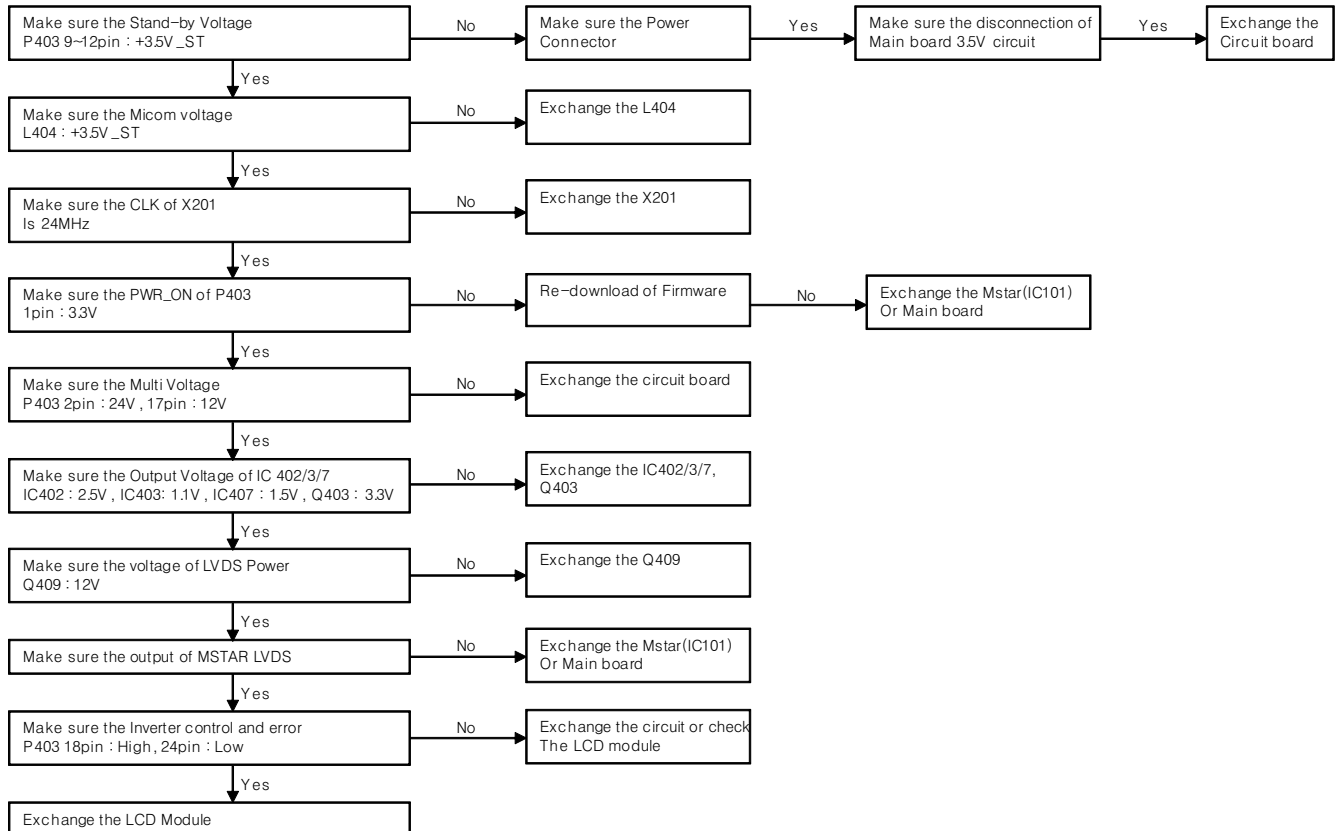 Make sure the Stand-by Voltage
P403 9~12pin : +3.5V_ST
No
Make sure the Power
Connector
Yes
Make sure the disconnection of
Main board 3.5V circuit
Yes
Exchange the
Circuit board
Yes
Make sure the Micom voltage
L404 : +3.5V_ST
No
Exchange the L404
Yes
Make sure the CLK of X201
Is 24MHz
No
Exchange the X201
Yes
Make sure the PWR_ON of P403
1pin : 3.3V
No
Re-download of Firmware
No
Exchange the Mstar(IC101)
Or Main board
Yes
Make sure the Multi Voltage
P403 2pin : 24V , 17pin : 12V
No
Exchange the circuit board
Yes
Make sure the Output Voltage of IC 402/3/7
IC402 : 2.5V , IC403: 1.1V , IC407 : 1.5V , Q403 : 3.3V
No
Exchange the IC402/3/7,
Q403
Yes
Make sure the voltage of LVDS Power
Q409 : 12V
No
Exchange the Q409
Yes
Make sure the output of MSTAR LVDS
No
Exchange the Mstar(IC101)
Or Main board
Yes
Make sure the Inverter control and error
P403 18pin : High , 24pin : Low
No
Exchange the circuit or check
The LCD module
Yes
Exchange the LCD Module